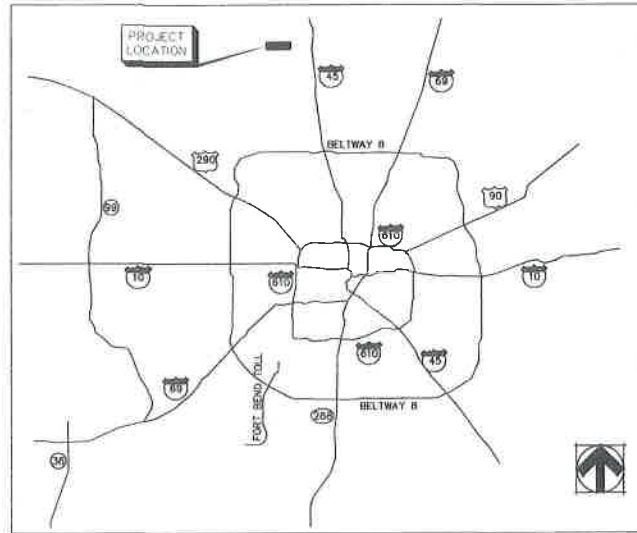 PROJECT
LOCATION
45
69
BELTWAY 8
290
90
99
610
10
610
10
610
45
69
FORT BEND TOLL
BELTWAY 8
288
36